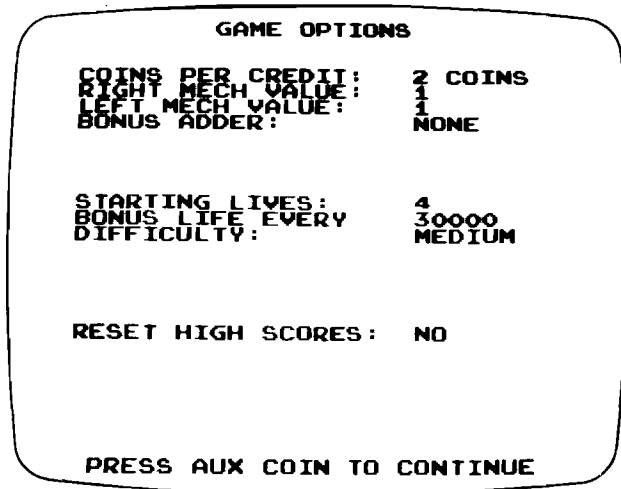 GAME OPTIONS
COINS PER CREDIT: 2 COINS
RIGHT MECH VALUE: 1
LEFT MECH VALUE: 1
BONUS ADDER: NONE
STARTING LIVES: 4
BONUS LIFE EVERY 30000
DIFFICULTY: MEDIUM
RESET HIGH SCORES: NO
PRESS AUX COIN TO CONTINUE